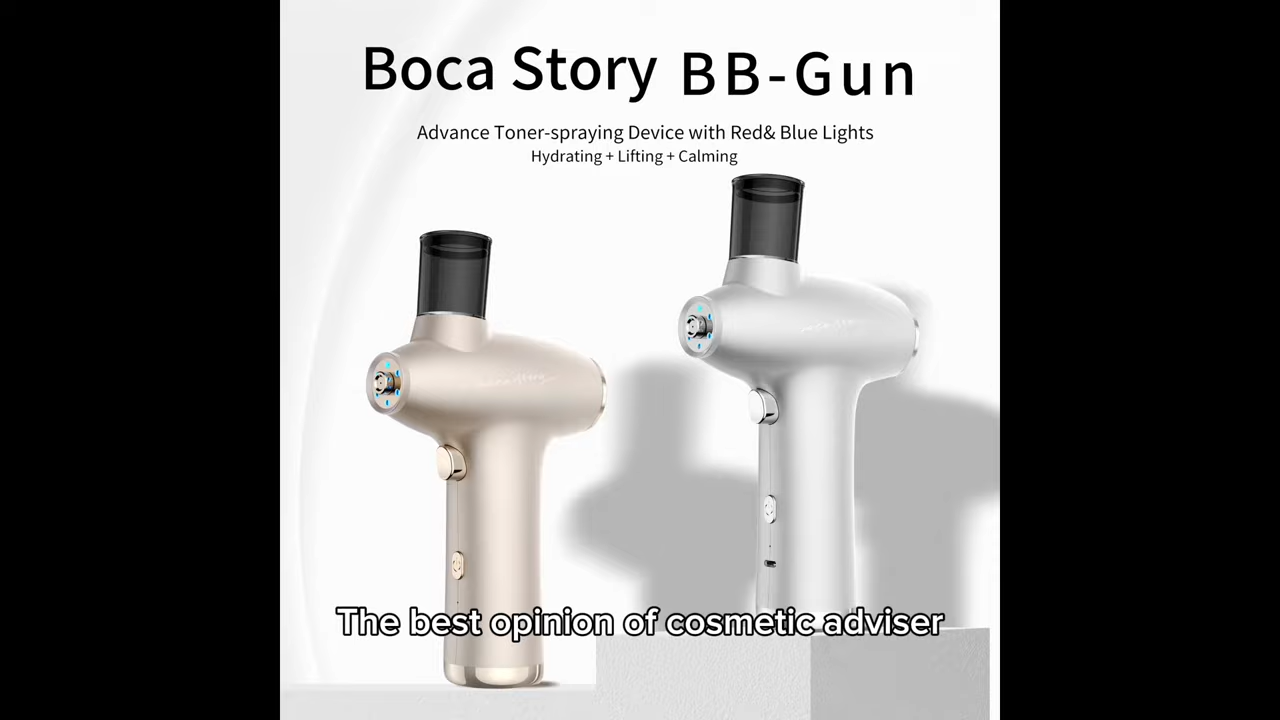 Boca Story BB-Gun
Advance Toner-spraying Device with Red& Blue Lights
Hydrating + Lifting + Calming
The best opinion of cosmetic adviser